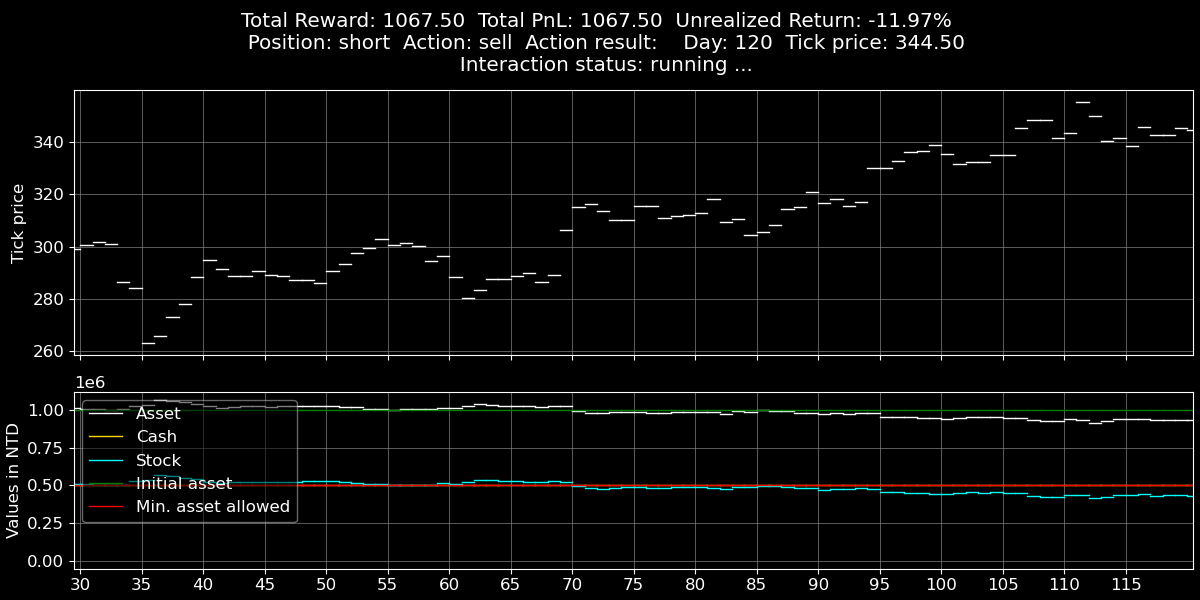 Total Reward: 1067.50  Total PnL: 1067.50  Unrealized Return: -11.97%
Position: short  Action: sell  Action result:    Day: 120  Tick price: 344.50
Interaction status: running ...
Tick price
340
320
300
280
260
1e6
Values in NTD
1.00
0.75
0.50
0.25
0.00
Asset
Cash
Stock
Initial asset
Min. asset allowed
30 35 40 45 50 55 60 65 70 75 80 85 90 95 100 105 110 115